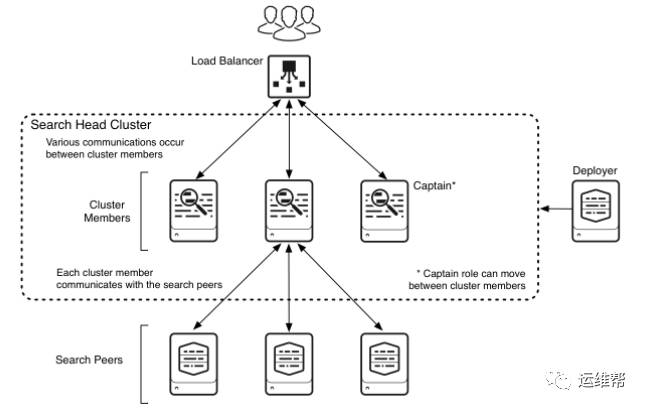 Load Balancer
Search Head Cluster
Various communications occur
between cluster members
Captain*
Deployer
Cluster
Members
Each cluster member
communicates with the search peers
* Captain role can move
between cluster members
Search Peers
运维帮